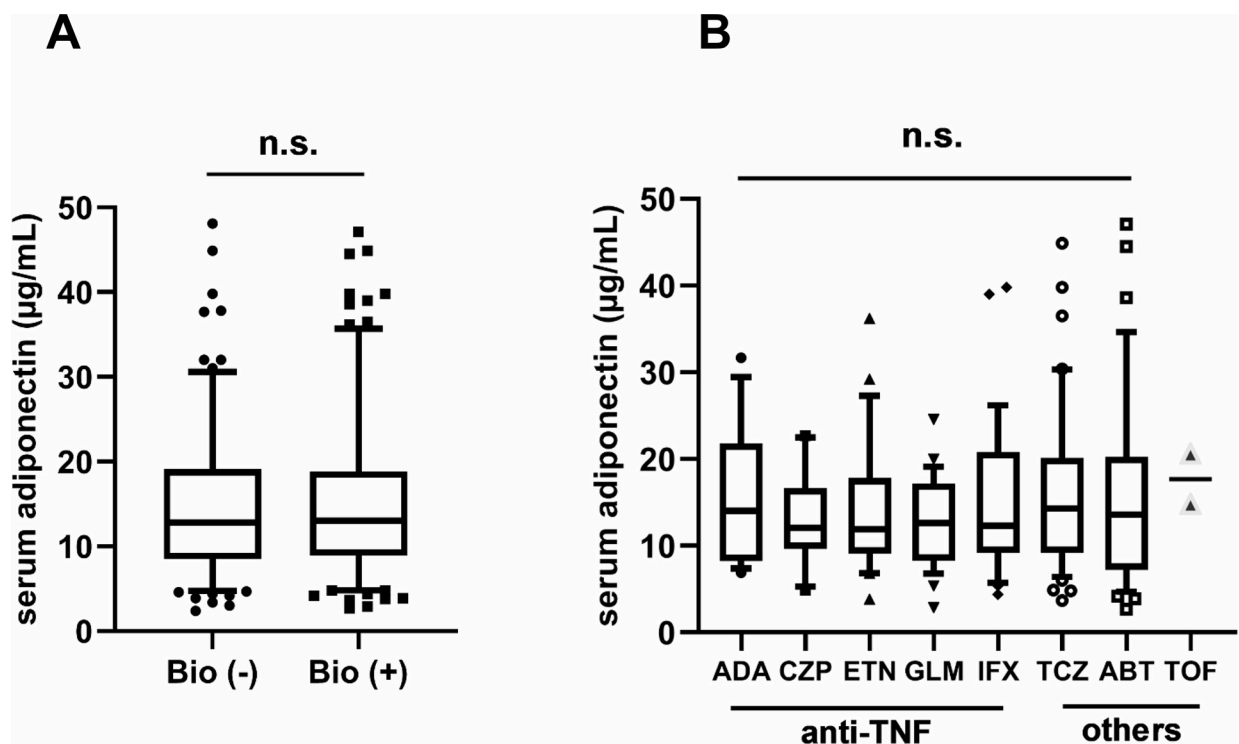 A
n.s.
serum adiponectin (µg/mL)
50
40
30
20
10
0
Bio (-) Bio (+)
B
n.s.
serum adiponectin (µg/mL)
50
40
30
20
10
0
ADA CZP ETN GLM IFX TCZ ABT TOF
anti-TNF others